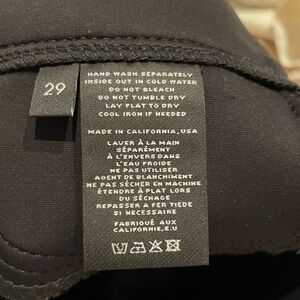 29
HAND WASH SEPARATELY
INSIDE OUT IN COLD WATER
DO NOT BLEACH
DO NOT TUMBLE DRY
LAY FLAT TO DRY
COOL IRON IF NEEDED
MADE IN CALIFORNIA, USA
LAVER À LA MAIN
SÉPARÉMENT
À L'ENVERS DANS
L'EAU FROIDE
NE PAS UTILISER
AGENT DE BLANCHIMENT
NE PAS SÉCHER EN MACHINE
ÉTENDRE À PLAT LORS
DU SÉCHAGE
REPASSER A FER TIEDE
SI NECESSAIRE
FABRIQUÉ AUX
CALIFORNIE, E.U